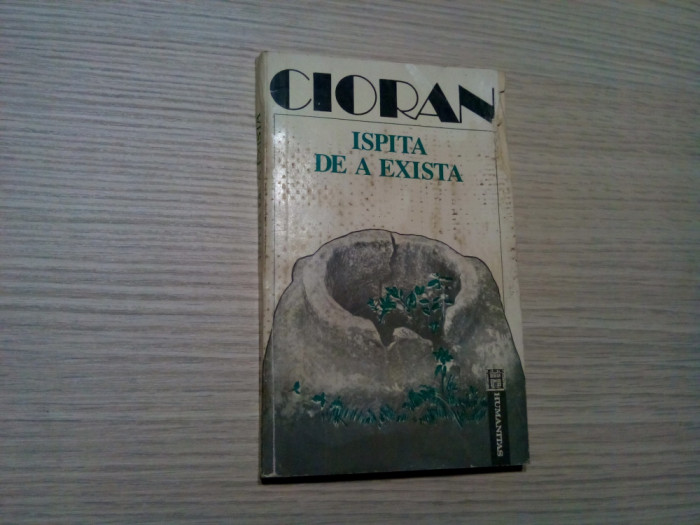 CIORAN
ISPITA
DE A EXISTA
HUMANITAS